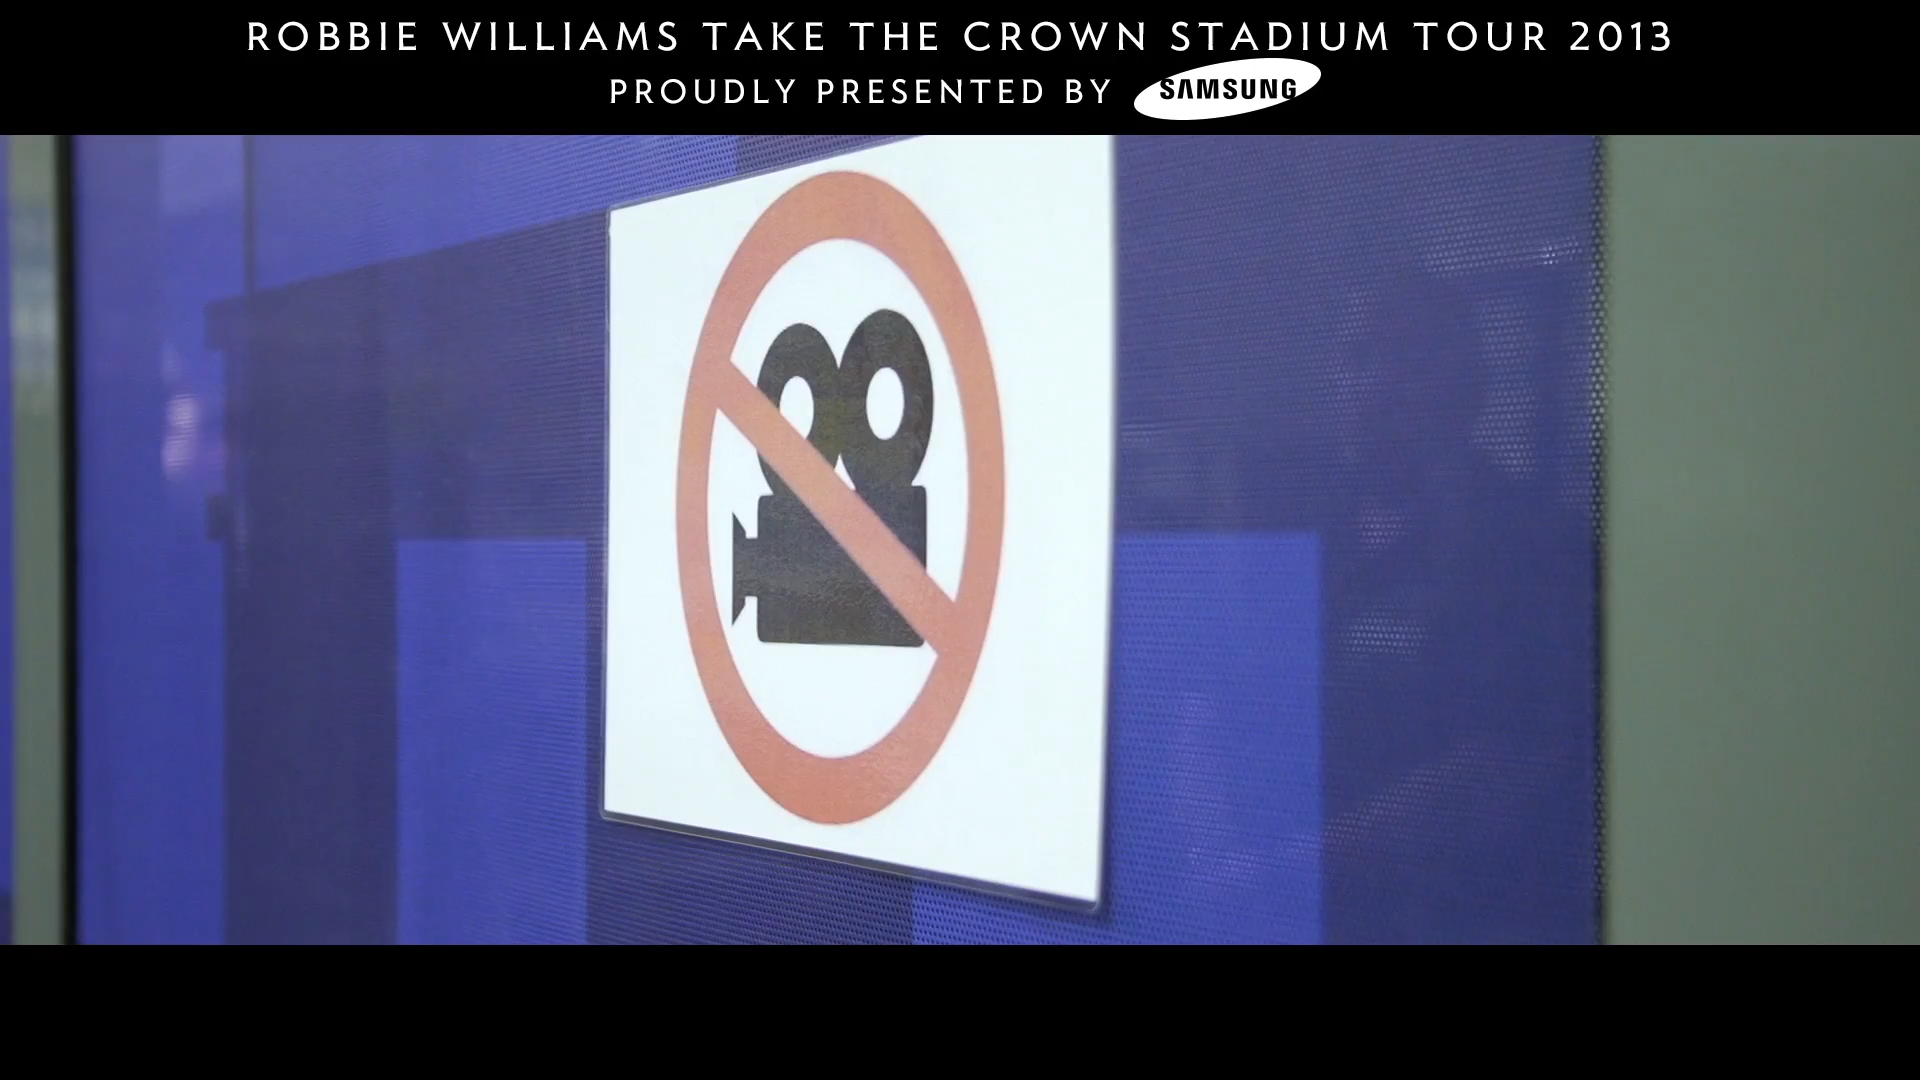 ROBBIE WILLIAMS TAKE THE CROWN STADIUM TOUR 2013
PROUDLY PRESENTED BY SAMSUNG